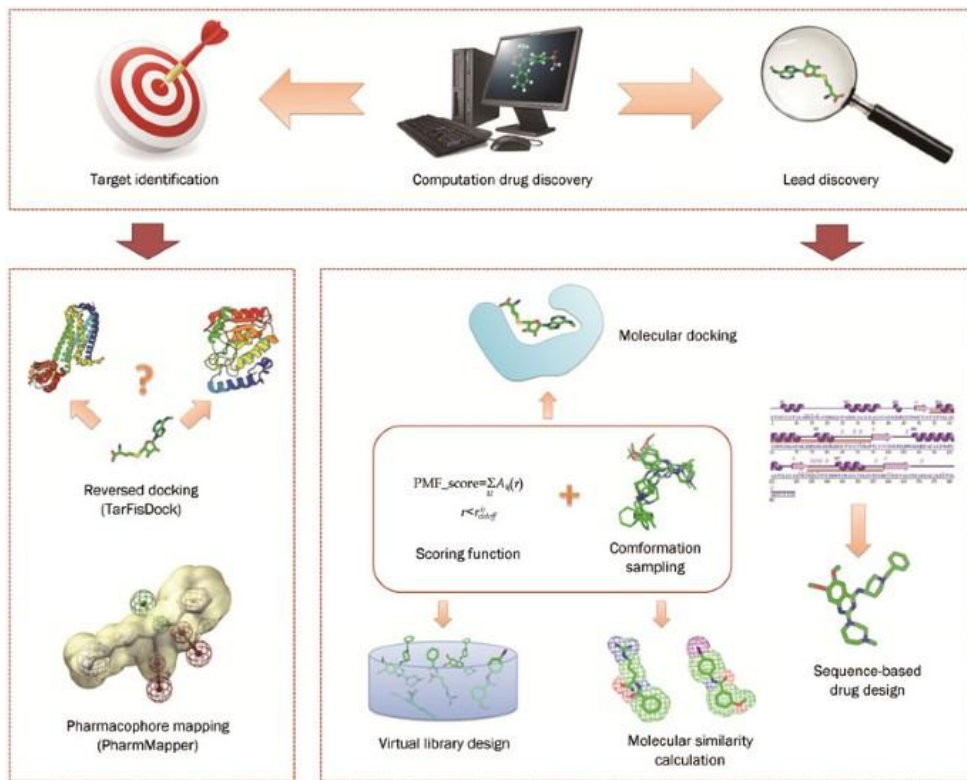 Target identification
Computation drug discovery
Lead discovery
?
Reversed docking
(TarFisDock)
Pharmacophore mapping
(PharmMapper)
Molecular docking
PMF_score=ΣAij(r)
r<r
Scoring function
+
Comformation
sampling
Virtual library design
Molecular similarity
calculation
Sequence-based
drug design